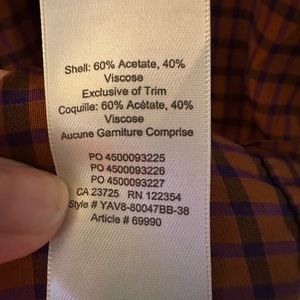 Shell: 60% Acetate, 40%
Viscose
Exclusive of Trim
Coquille: 60% Acétate, 40%
Viscose
Aucune Garniture Comprise
PO 4500093225
PO 4500093226
PO 4500093227
CA 23725 RN 122354
Style # YAV8-80047BB-38
Article # 69990